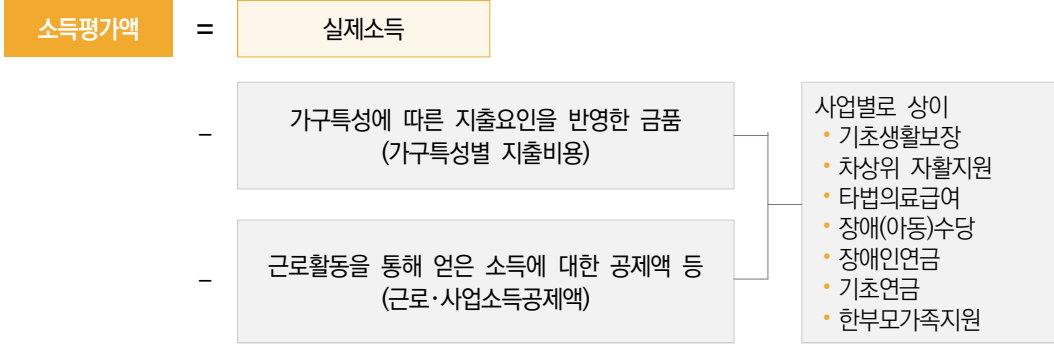 소득평가액 = 실제소득
- 가구특성에 따른 지출요인을 반영한 금품
(가구특성별 지출비용)
- 근로활동을 통해 얻은 소득에 대한 공제액 등
(근로·사업소득공제액)
사업별로 상이
• 기초생활보장
• 차상위 자활지원
• 타법의료급여
• 장애(아동)수당
• 장애인연금
• 기초연금
• 한부모가족지원